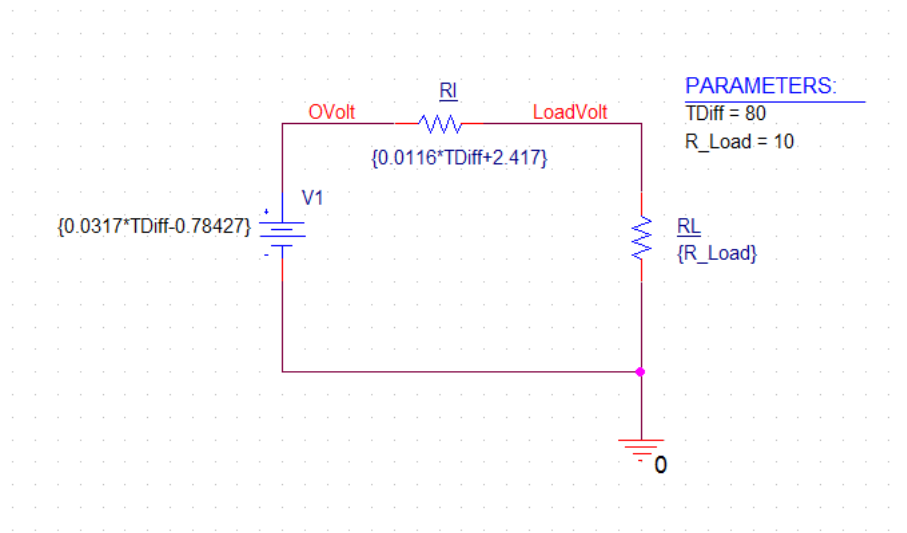 RI
PARAMETERS:
OVolt
LoadVolt
TDiff = 80
R_Load = 10
{0.0116*TDiff+2.417}
V1
+
{0.0317*TDiff-0.78427}
-
RL
{R_Load}
0